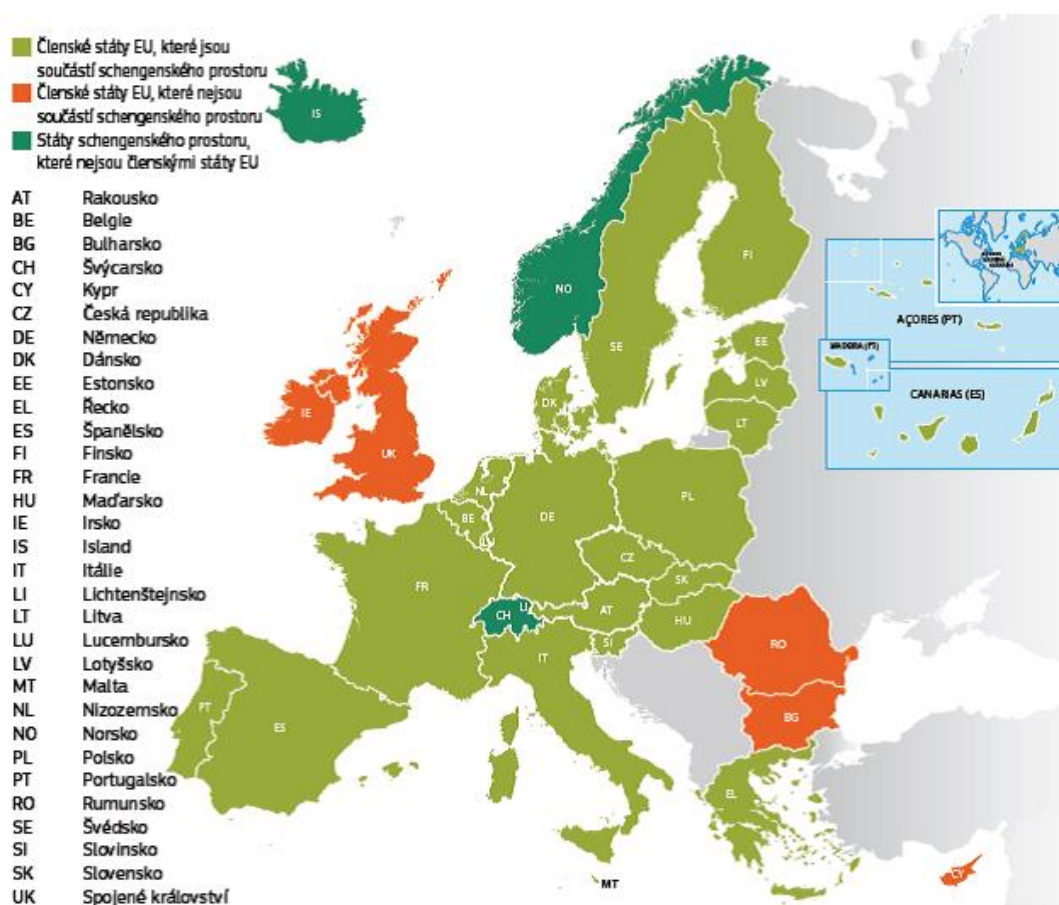 Členské státy EU, které jsou
součástí schengenského prostoru
Členské státy EU, které nejsou
součástí schengenského prostoru
Státy schengenského prostoru,
které nejsou členskými státy EU
AT Rakousko
BE Belgie
BG Bulharsko
CH Švýcarsko
CY Kypr
CZ Česká republika
DE Německo
DK Dánsko
EE Estonsko
EL Řecko
ES Španělsko
FI Finsko
FR Francie
HU Maďarsko
IE Irsko
IS Island
IT Itálie
LI Lichtenštejnsko
LT Litva
LU Lucembursko
LV Lotyšsko
MT Malta
NL Nizozemsko
NO Norsko
PL Polsko
PT Portugalsko
RO Rumunsko
SE Švédsko
SI Slovinsko
SK Slovensko
UK Spojené království
IS
NO
SE
FI
EE
LV
LT
DK
IE
UK
NL
BE
LU
DE
PL
CZ
SK
FR
CH
LI
AT
HU
SI
IT
RO
BG
PT
ES
EL
MT
CY
AÇORES (PT)
MADEIRA (PT)
CANARIAS (ES)